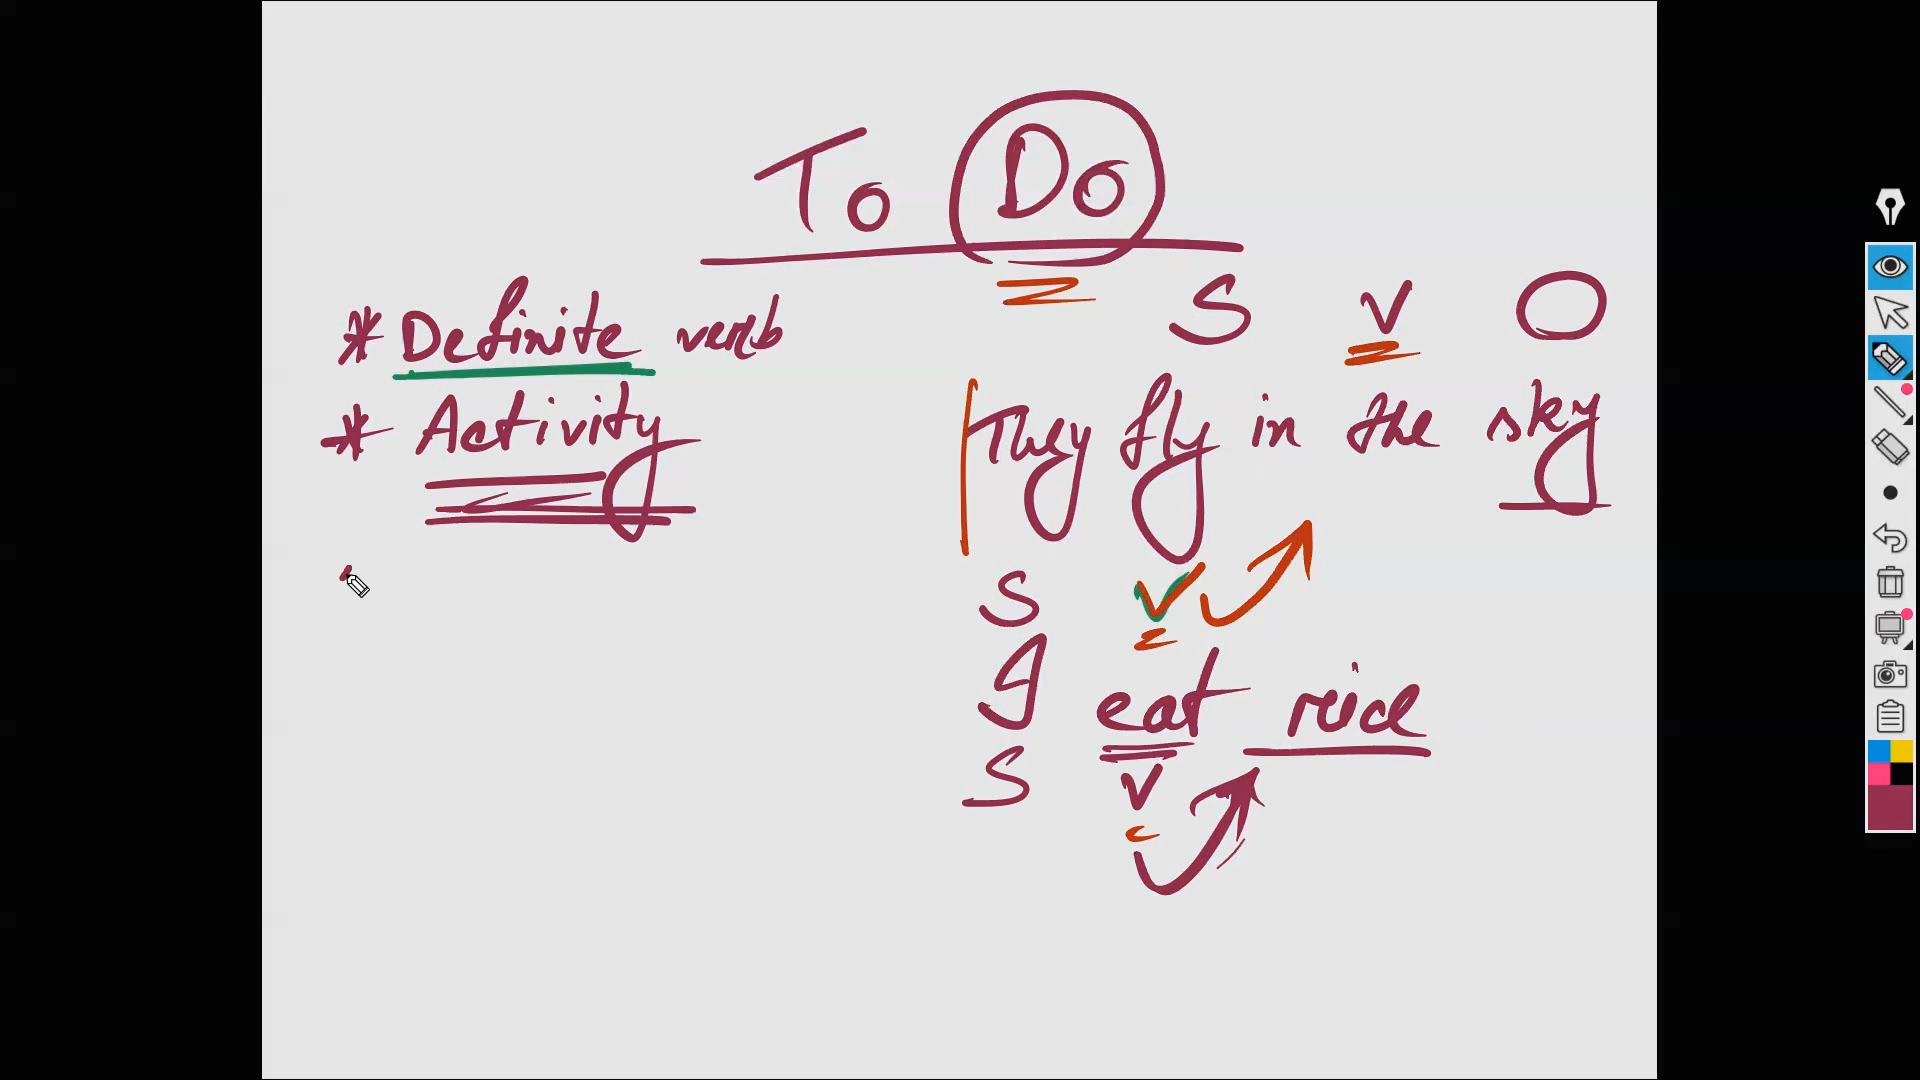 To Do
* Definite verb
* Activity
S V O
They fly in the sky
S V
I eat rice
S V